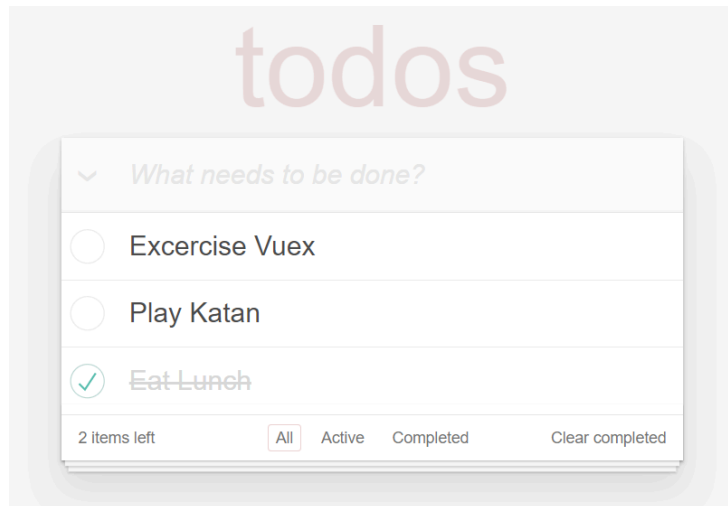 todos
What needs to be done?
Excercise Vuex
Play Katan
Eat Lunch
2 items left All Active Completed Clear completed